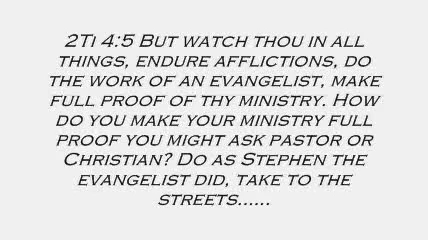 2Ti 4:5 But watch thou in all
things, endure afflictions, do
the work of an evangelist, make
full proof of thy ministry. How
do you make your ministry full
proof you might ask pastor or
Christian? Do as Stephen the
evangelist did, take to the
streets......